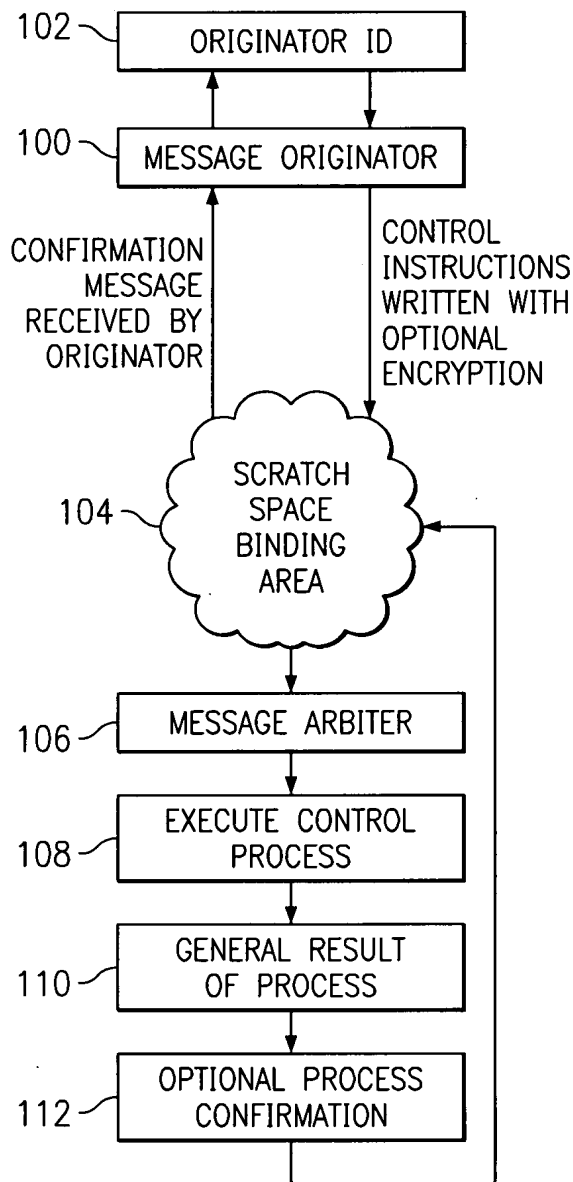 102
ORIGINATOR ID
100
MESSAGE ORIGINATOR
CONFIRMATION
MESSAGE
RECEIVED BY
ORIGINATOR
CONTROL
INSTRUCTIONS
WRITTEN WITH
OPTIONAL
ENCRYPTION
104
SCRATCH
SPACE
BINDING
AREA
106
MESSAGE ARBITER
108
EXECUTE CONTROL
PROCESS
110
GENERAL RESULT
OF PROCESS
112
OPTIONAL PROCESS
CONFIRMATION